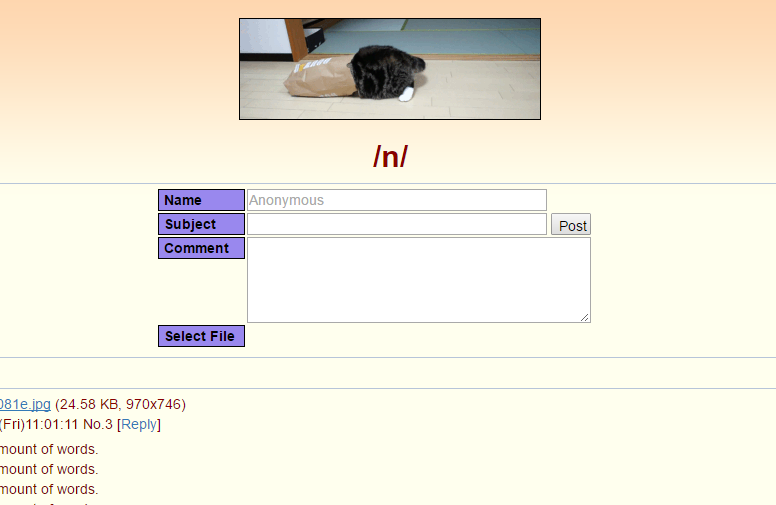 /n/
Name Anonymous
Subject Post
Comment
Select File
081e.jpg (24.58 KB, 970x746)
(Fri)11:01:11 No.3 [Reply]
mount of words.
mount of words.
mount of words.